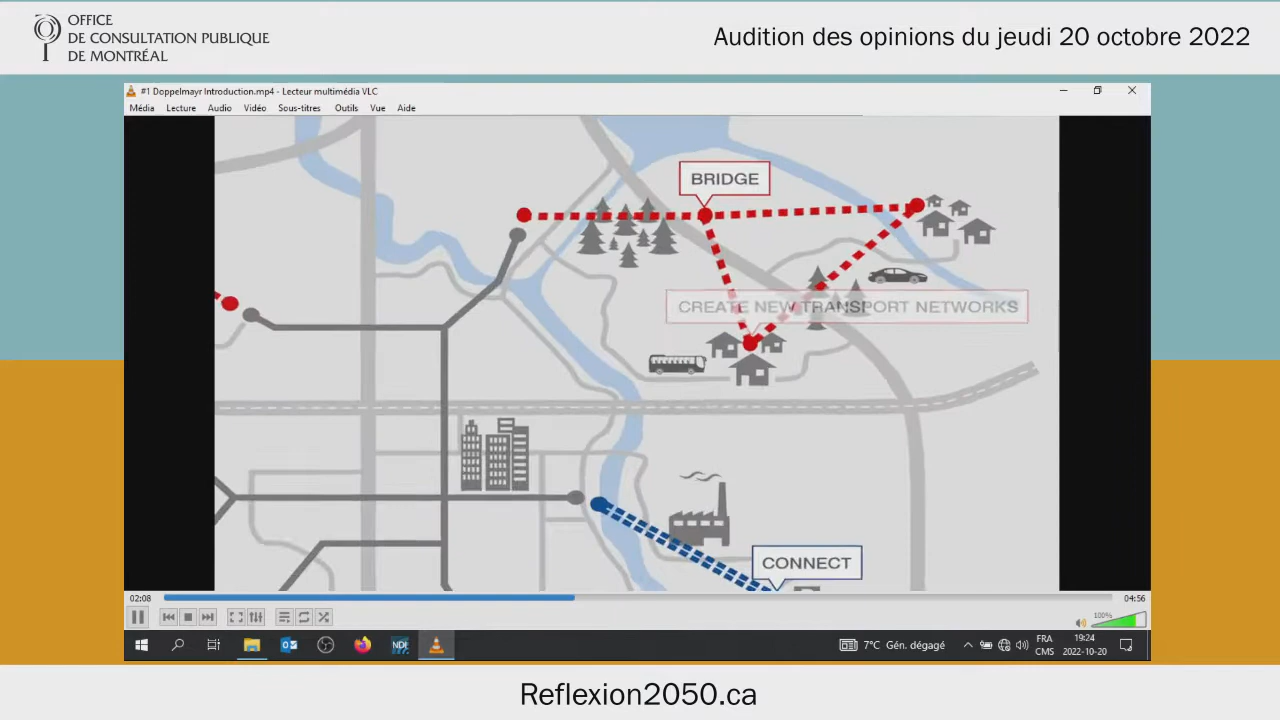 OFFICE
DE CONSULTATION PUBLIQUE
DE MONTRÉAL
Audition des opinions du jeudi 20 octobre 2022
#1 Doppelmayr Introduction.mp4 - Lecteur multimédia VLC
Média Lecture Audio Vidéo Sous-titres Outils Vue Aide
BRIDGE
CREATE NEW TRANSPORT NETWORKS
CONNECT
02:08
04:56
100%
NDI
7°C Gén. dégagé
FRA
CMS
19:24
2022-10-20
Reflexion2050.ca